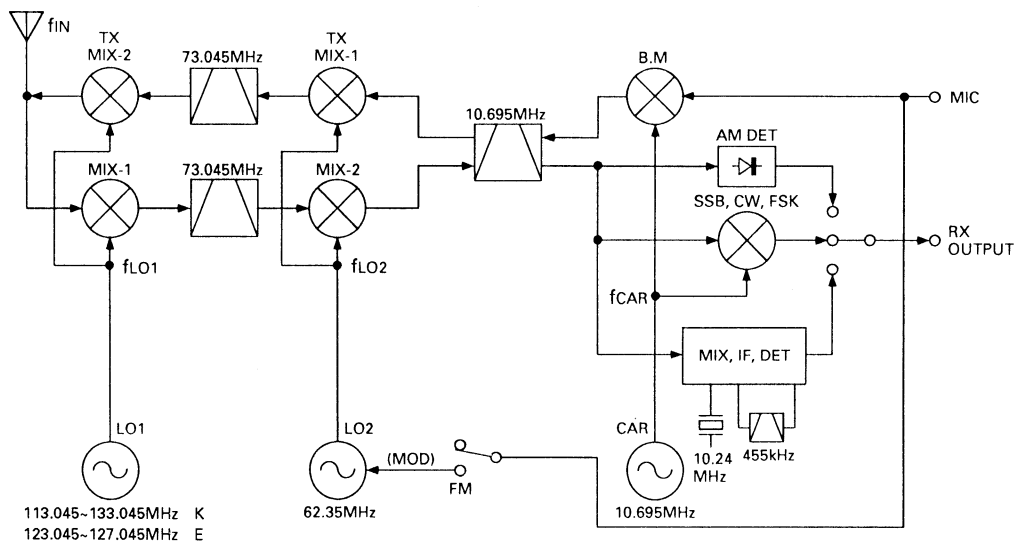 fIN
TX
MIX-2
73.045MHz
TX
MIX-1
B.M
MIC
10.695MHz
AM DET
MIX-1
73.045MHz
MIX-2
SSB, CW, FSK
RX
OUTPUT
fLO1
fLO2
fCAR
MIX, IF, DET
LO1
LO2
(MOD)
FM
CAR
10.24
MHz
455kHz
113.045~133.045MHz K
123.045~127.045MHz E
62.35MHz
10.695MHz